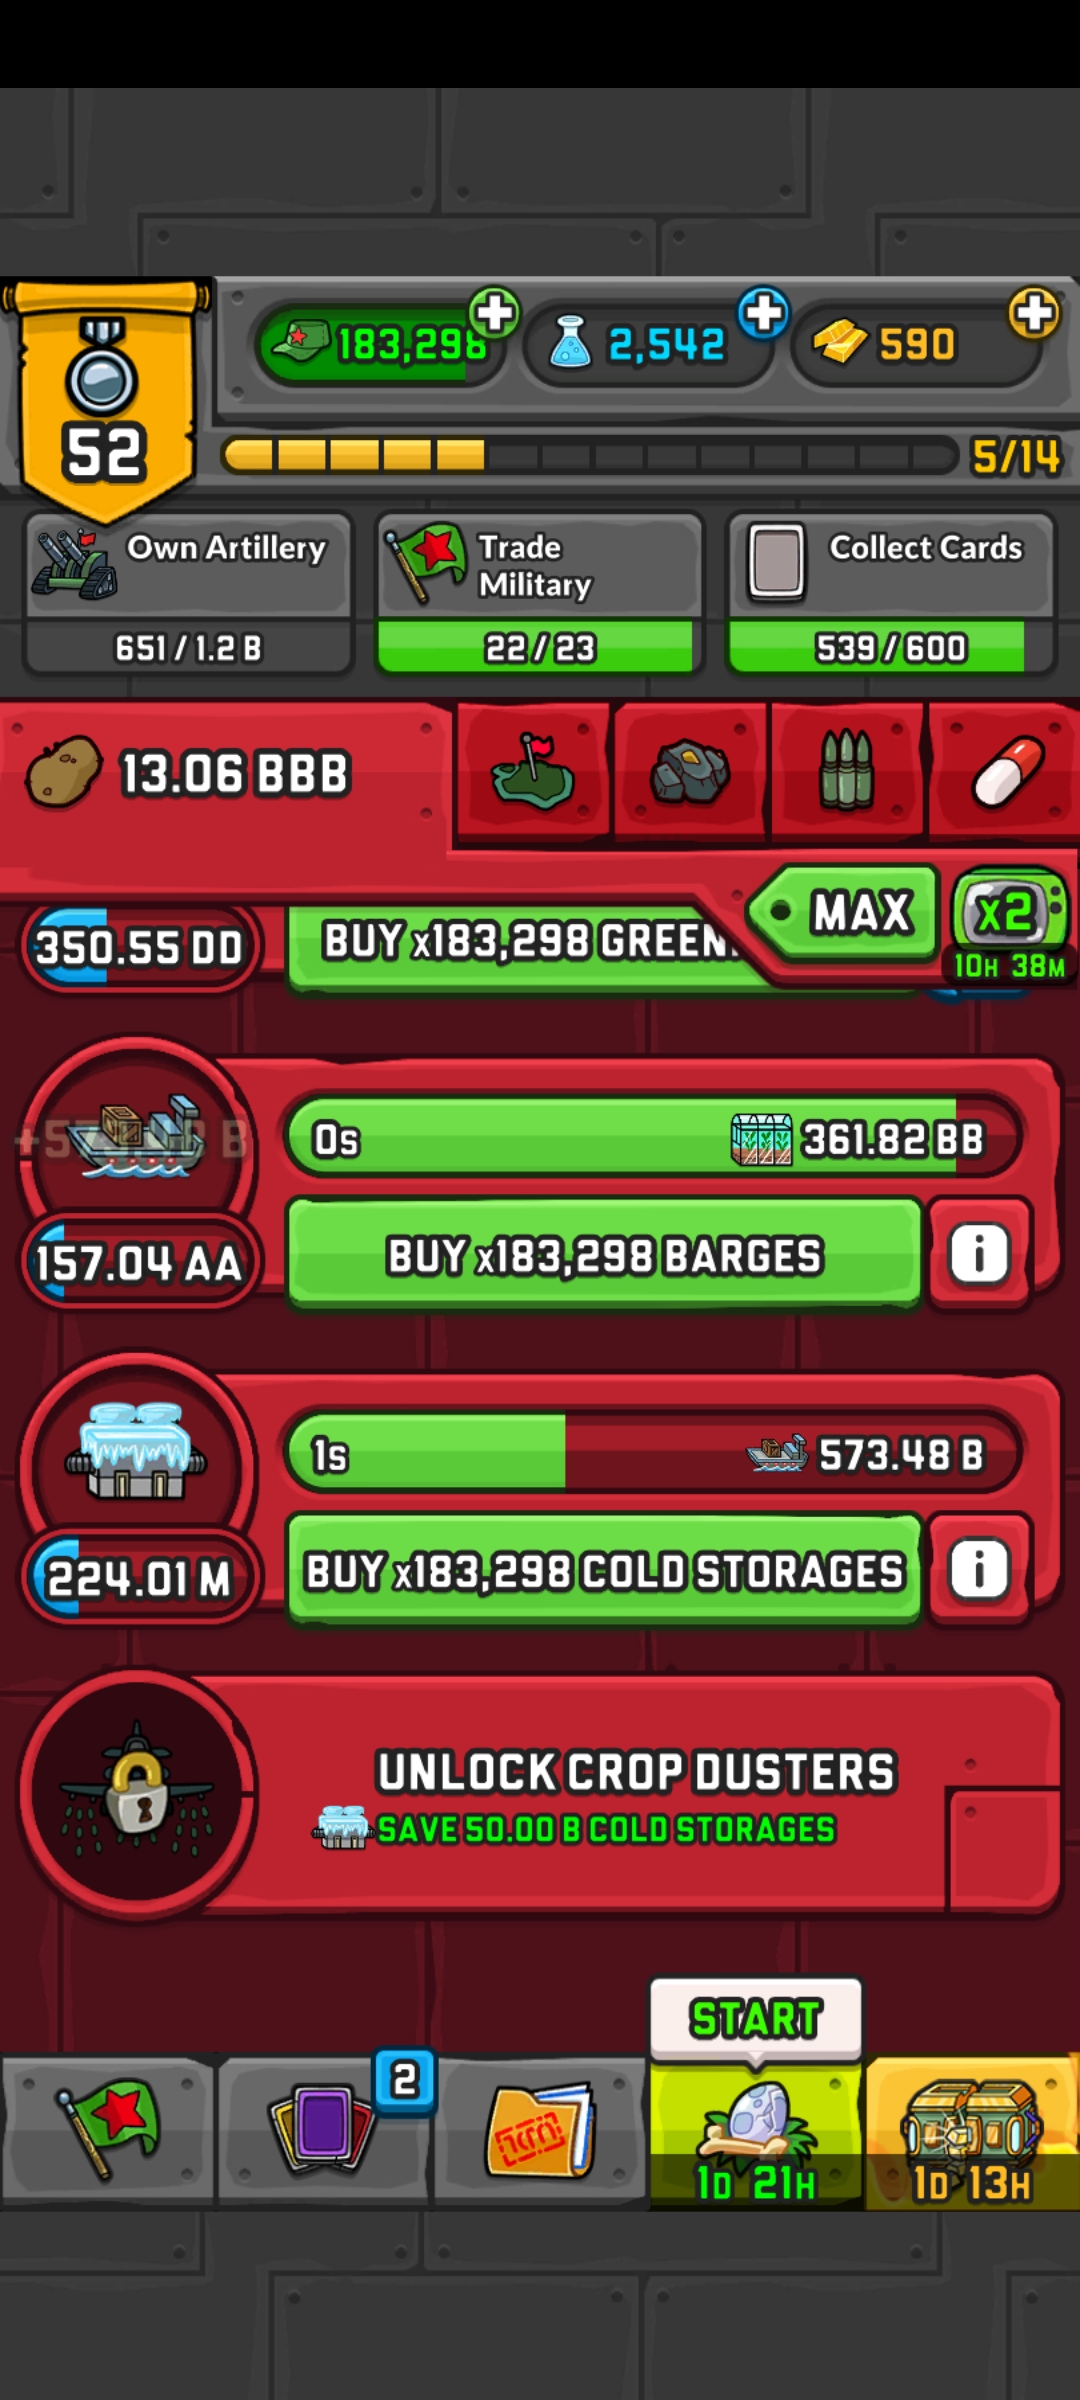 183,298
2,542
590
52
5/14
Own Artillery
651 / 1.2 B
Trade
Military
22 / 23
Collect Cards
539 / 600
13.06 BBB
MAX
x2
10H 38M
350.55 DD
BUY x183,298 GREEN
0s
361.82 BB
157.04 AA
BUY x183,298 BARGES
i
1s
573.48 B
224.01 M
BUY x183,298 COLD STORAGES
i
UNLOCK CROP DUSTERS
SAVE 50.00 B COLD STORAGES
START
2
1D 21H
1D 13H